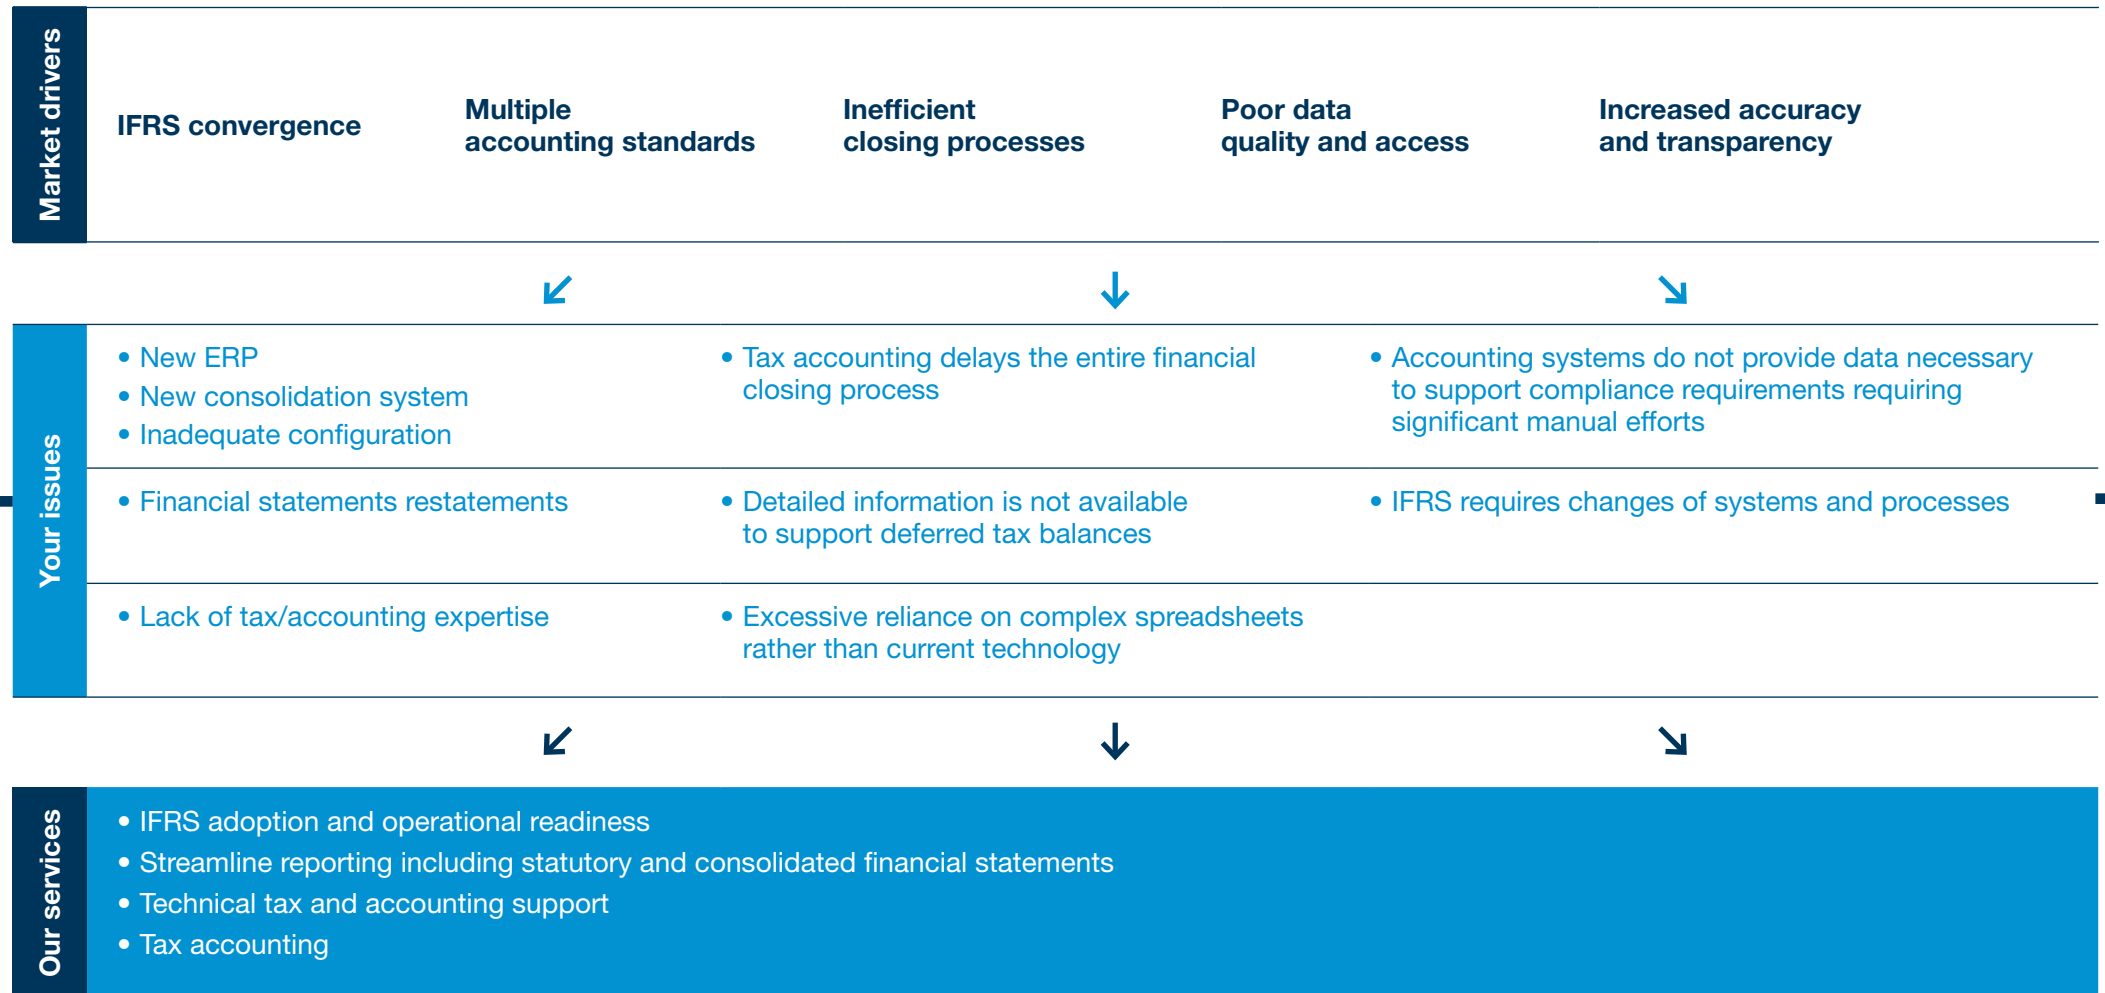 Market drivers
IFRS convergence
Multiple
accounting standards
Inefficient
closing processes
Poor data
quality and access
Increased accuracy
and transparency
Your issues
• New ERP
• New consolidation system
• Inadequate configuration
• Tax accounting delays the entire financial
closing process
• Accounting systems do not provide data necessary
to support compliance requirements requiring
significant manual efforts
• Financial statements restatements
• Detailed information is not available
to support deferred tax balances
• IFRS requires changes of systems and processes
• Lack of tax/accounting expertise
• Excessive reliance on complex spreadsheets
rather than current technology
Our services
• IFRS adoption and operational readiness
• Streamline reporting including statutory and consolidated financial statements
• Technical tax and accounting support
• Tax accounting